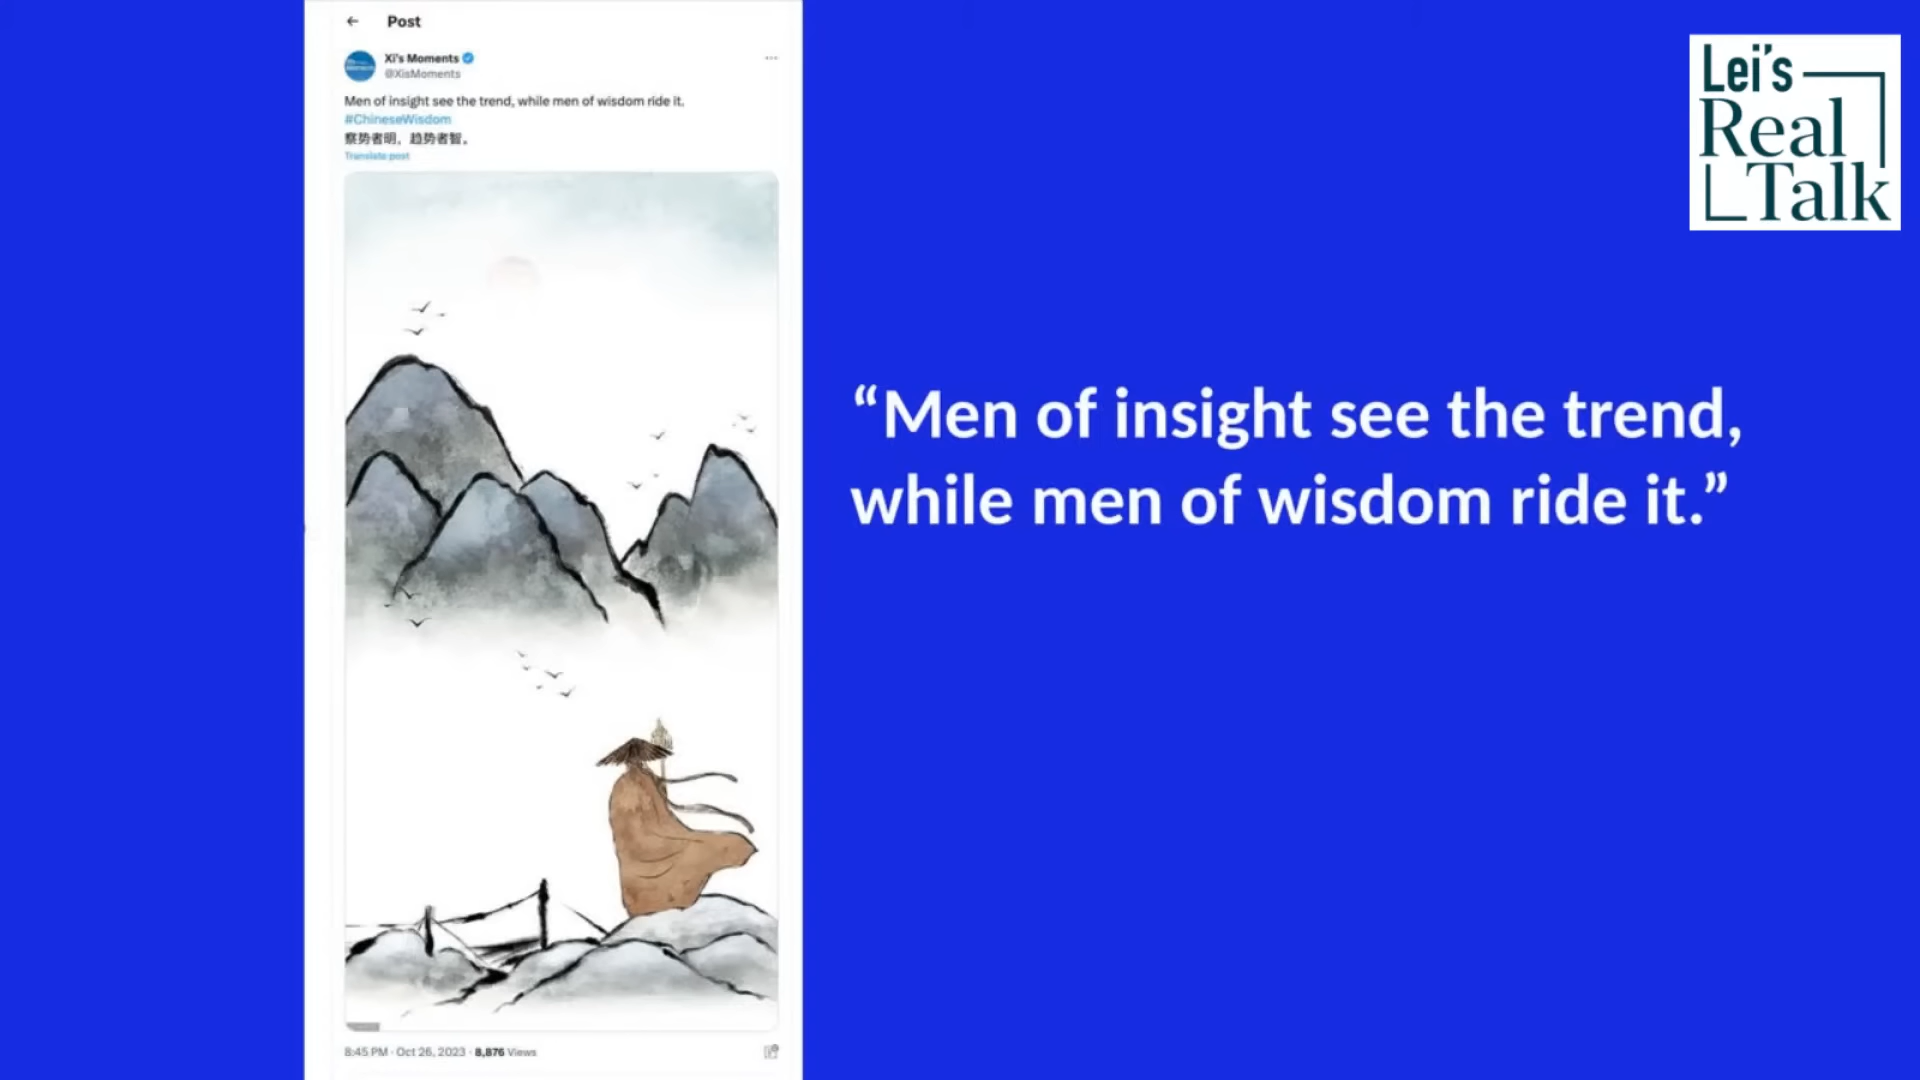 Post
Xi's Moments
@XisMoments
Men of insight see the trend, while men of wisdom ride it.
#ChineseWisdom
察势者明，趋势者智。
Translate post
8:45 PM · Oct 26, 2023 · 8,876 Views
“Men of insight see the trend,
while men of wisdom ride it.”
Lei's
Real
Talk